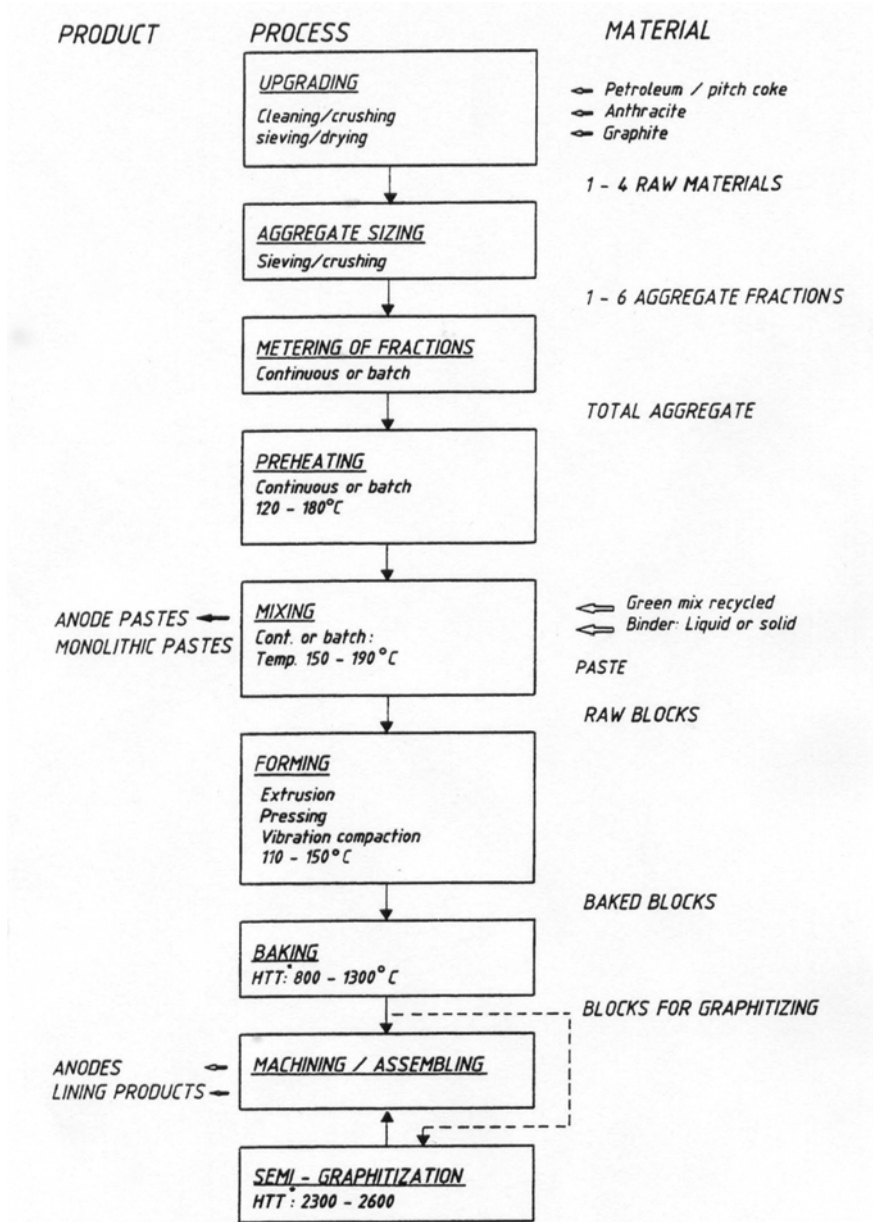 PRODUCT
PROCESS
MATERIAL
UPGRADING
Cleaning/crushing
sieving/drying
Petroleum / pitch coke
Anthracite
Graphite
1 - 4 RAW MATERIALS
AGGREGATE SIZING
Sieving/crushing
1 - 6 AGGREGATE FRACTIONS
METERING OF FRACTIONS
Continuous or batch
TOTAL AGGREGATE
PREHEATING
Continuous or batch
120 - 180°C
ANODE PASTES
MONOLITHIC PASTES
MIXING
Cont. or batch:
Temp. 150 - 190°C
Green mix recycled
Binder: Liquid or solid
PASTE
RAW BLOCKS
FORMING
Extrusion
Pressing
Vibration compaction
110 - 150°C
BAKED BLOCKS
BAKING
HTT:* 800 - 1300°C
BLOCKS FOR GRAPHITIZING
ANODES
LINING PRODUCTS
MACHINING / ASSEMBLING
SEMI - GRAPHITIZATION
HTT*: 2300 - 2600